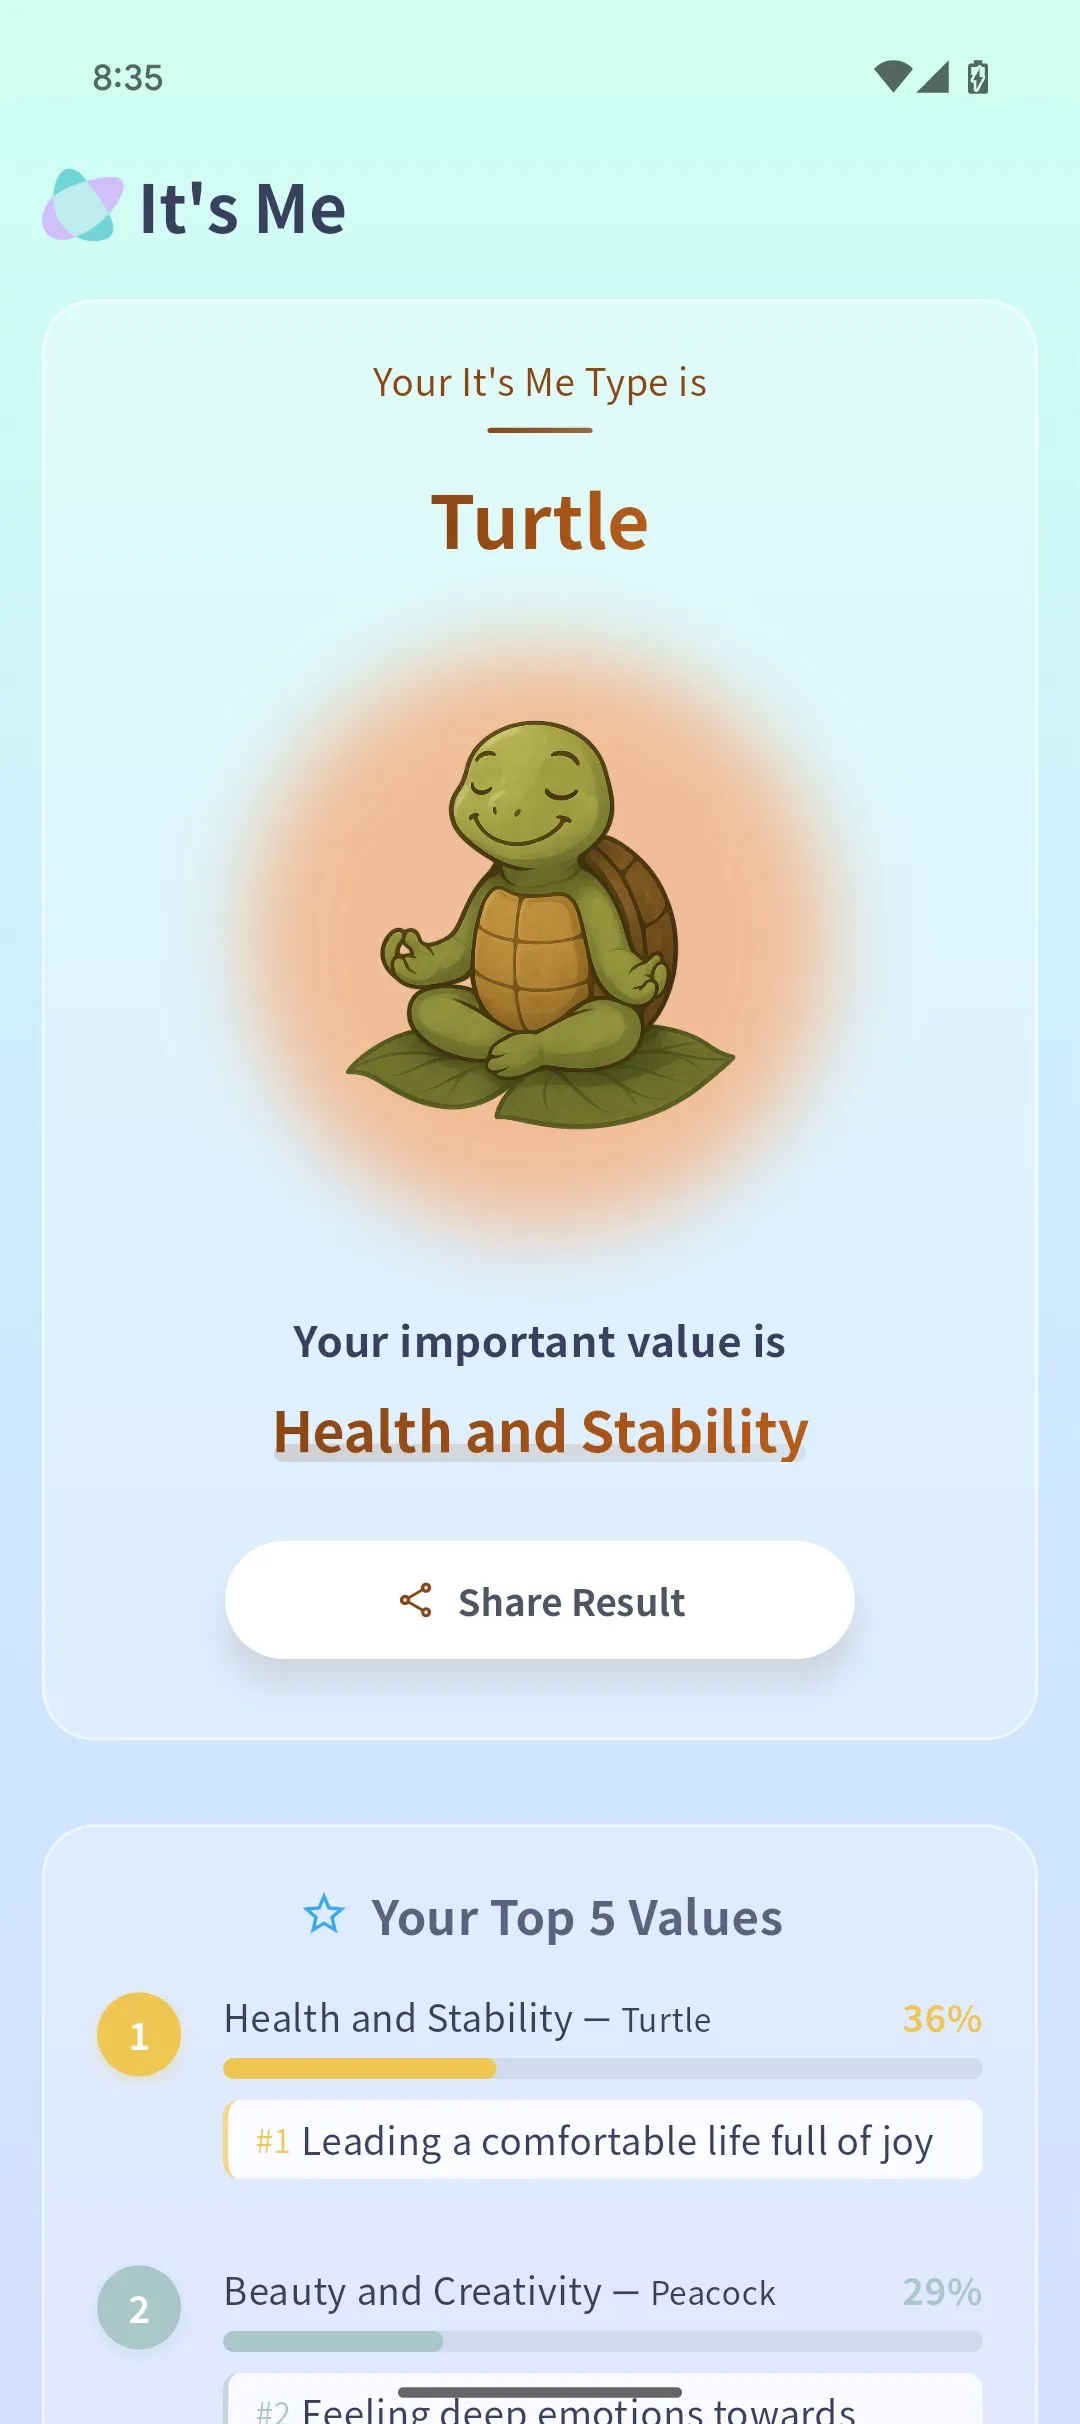 8:35
It's Me
Your It's Me Type is
Turtle
Your important value is
Health and Stability
Share Result
Your Top 5 Values
1
Health and Stability — Turtle
36%
#1 Leading a comfortable life full of joy
2
Beauty and Creativity — Peacock
29%
#2 Feeling deep emotions towards